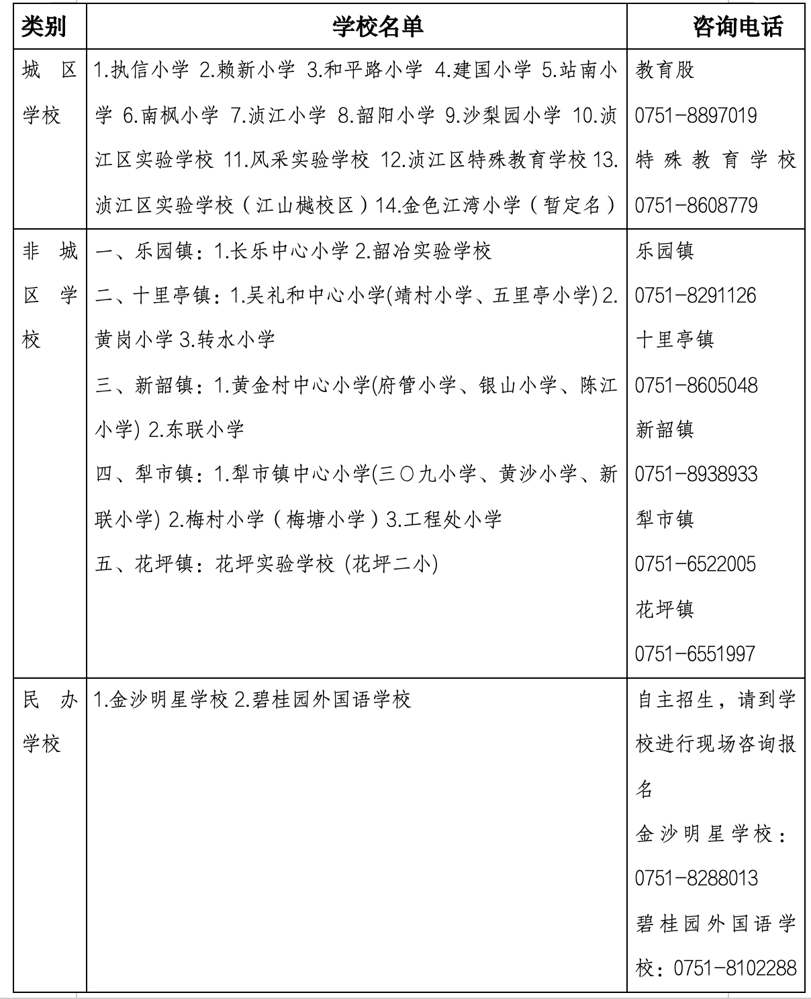 类别 学校名单 咨询电话
城区
学校
1.执信小学 2.赖新小学 3.和平路小学 4.建国小学 5.站南小
学 6.南枫小学 7.浈江小学 8.韶阳小学 9.沙梨园小学 10.浈
江区实验学校 11.风采实验学校 12.浈江区特殊教育学校 13.
浈江区实验学校（江山樾校区）14.金色江湾小学（暂定名）
教育股
0751-8897019
特殊教育学校
0751-8608779
非城
区学
校
一、乐园镇：1.长乐中心小学 2.韶冶实验学校
二、十里亭镇：1.吴礼和中心小学(靖村小学、五里亭小学) 2.
黄岗小学 3.转水小学
三、新韶镇：1.黄金村中心小学(府管小学、银山小学、陈江
小学) 2.东联小学
四、犁市镇：1.犁市镇中心小学(三〇九小学、黄沙小学、新
联小学) 2.梅村小学（梅塘小学）3.工程处小学
五、花坪镇：花坪实验学校 (花坪二小)
乐园镇
0751-8291126
十里亭镇
0751-8605048
新韶镇
0751-8938933
犁市镇
0751-6522005
花坪镇
0751-6551997
民办
学校
1.金沙明星学校 2.碧桂园外国语学校
自主招生，请到学
校进行现场咨询报
名
金沙明星学校：
0751-8288013
碧桂园外国语学
校：0751-8102288